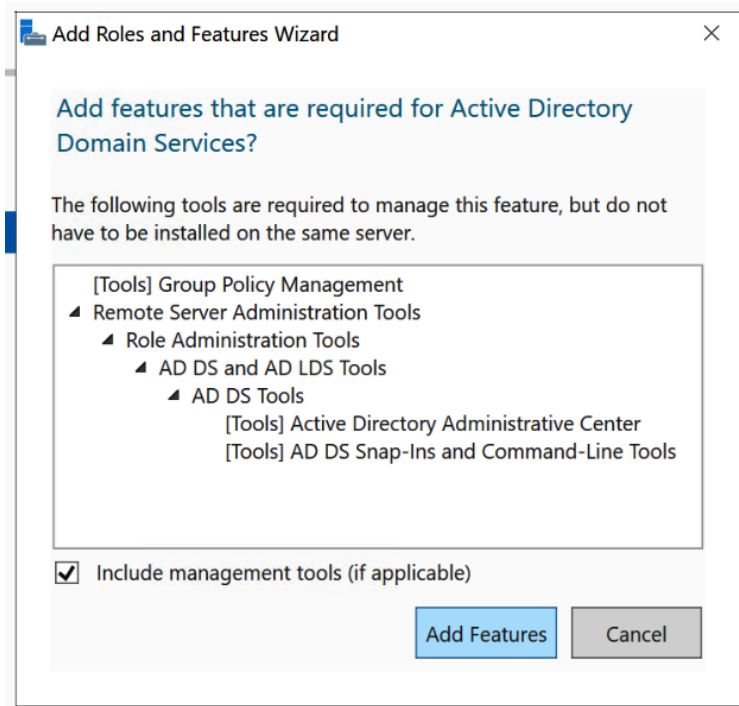 Add Roles and Features Wizard
Add features that are required for Active Directory
Domain Services?
The following tools are required to manage this feature, but do not
have to be installed on the same server.
[Tools] Group Policy Management
Remote Server Administration Tools
Role Administration Tools
AD DS and AD LDS Tools
AD DS Tools
[Tools] Active Directory Administrative Center
[Tools] AD DS Snap-Ins and Command-Line Tools
Include management tools (if applicable)
Add Features
Cancel